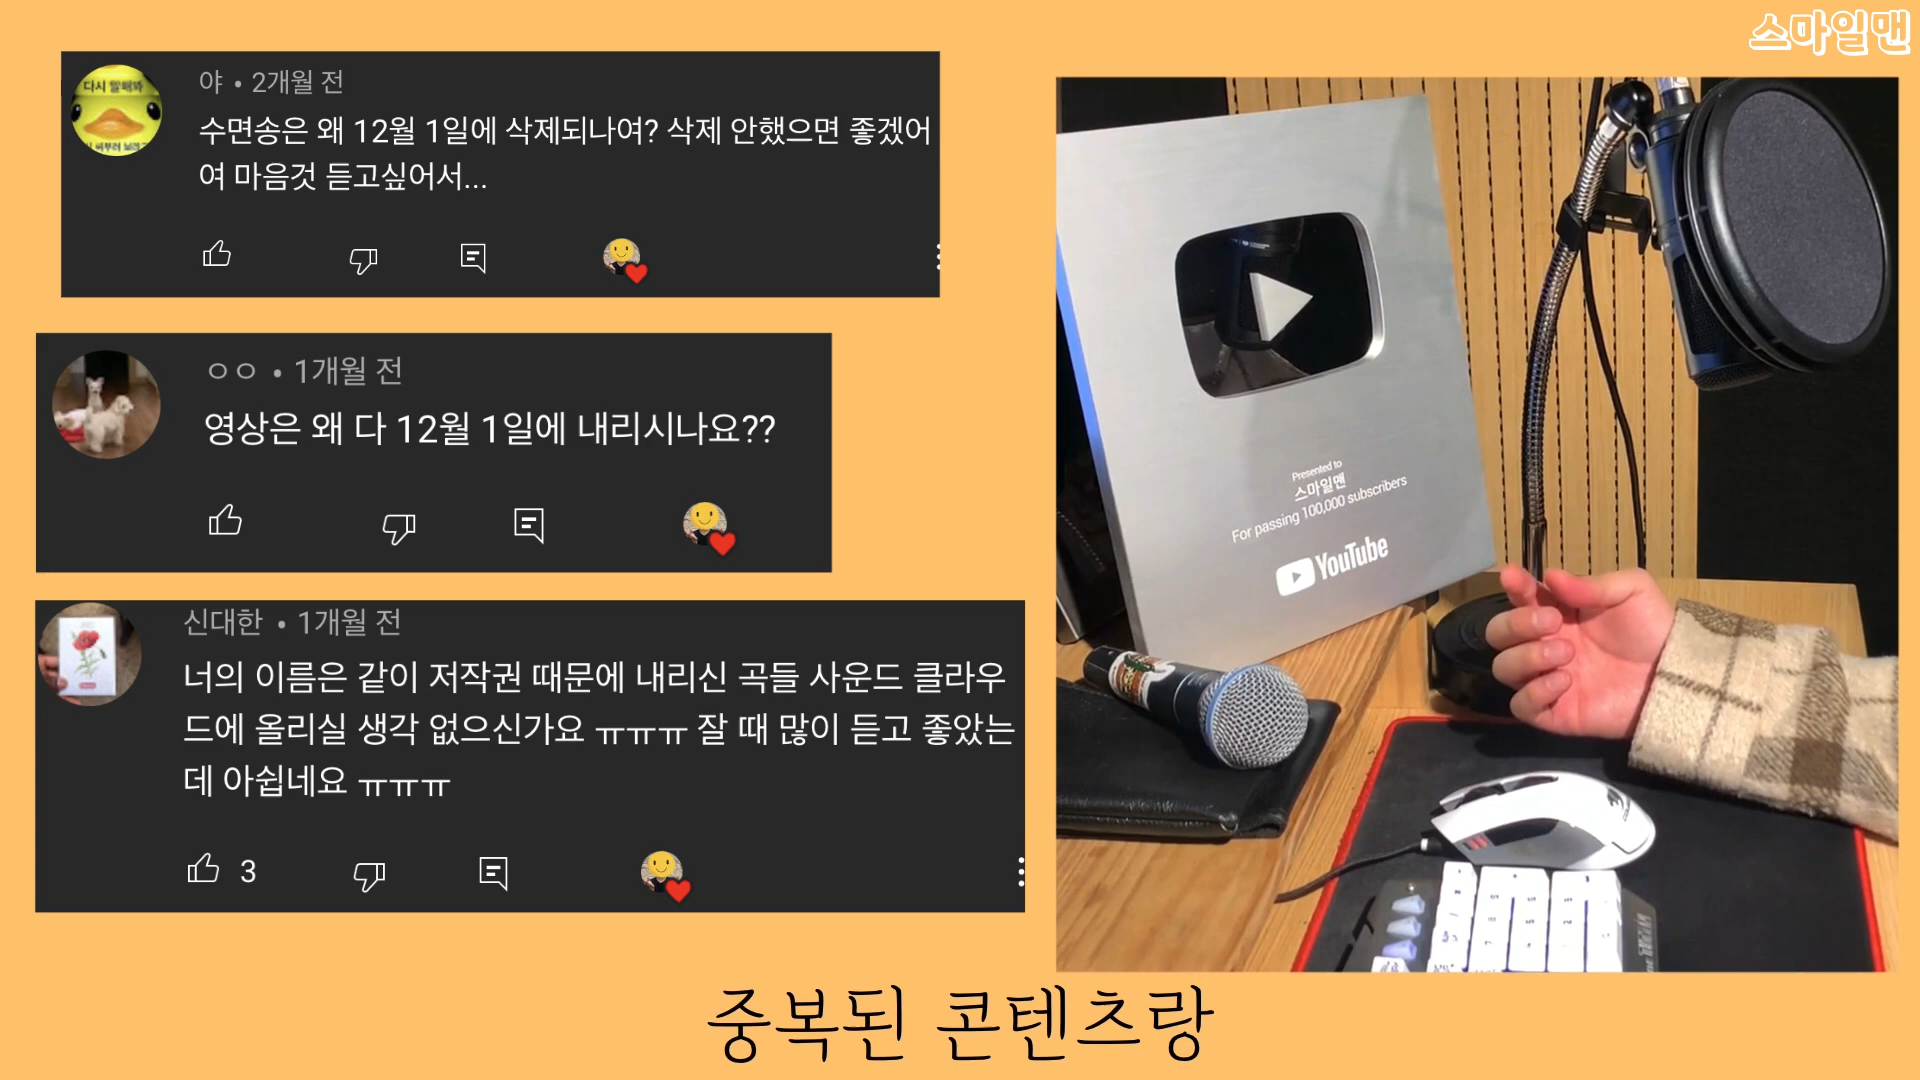 스마일맨
다시 말해봐
야 • 2개월 전
수면송은 왜 12월 1일에 삭제되나여? 삭제 안했으면 좋겠어
여 마음것 듣고싶어서...
ㅇㅇ • 1개월 전
영상은 왜 다 12월 1일에 내리시나요??
신대한 • 1개월 전
너의 이름은 같이 저작권 때문에 내리신 곡들 사운드 클라우
드에 올리실 생각 없으신가요 ㅠㅠㅠ 잘 때 많이 듣고 좋았는
데 아쉽네요 ㅠㅠㅠ
3
Presented to
스마일맨
For passing 100,000 subscribers
YouTube
중복된 콘텐츠랑